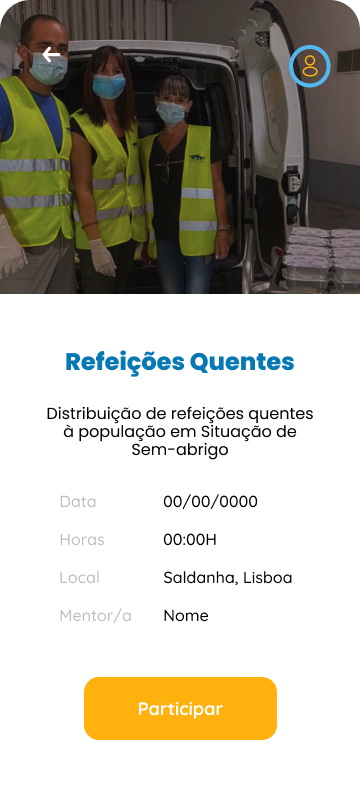 Refeições Quentes
Distribuição de refeições quentes
à população em Situação de
Sem-abrigo
Data 00/00/0000
Horas 00:00H
Local Saldanha, Lisboa
Mentor/a Nome
Participar